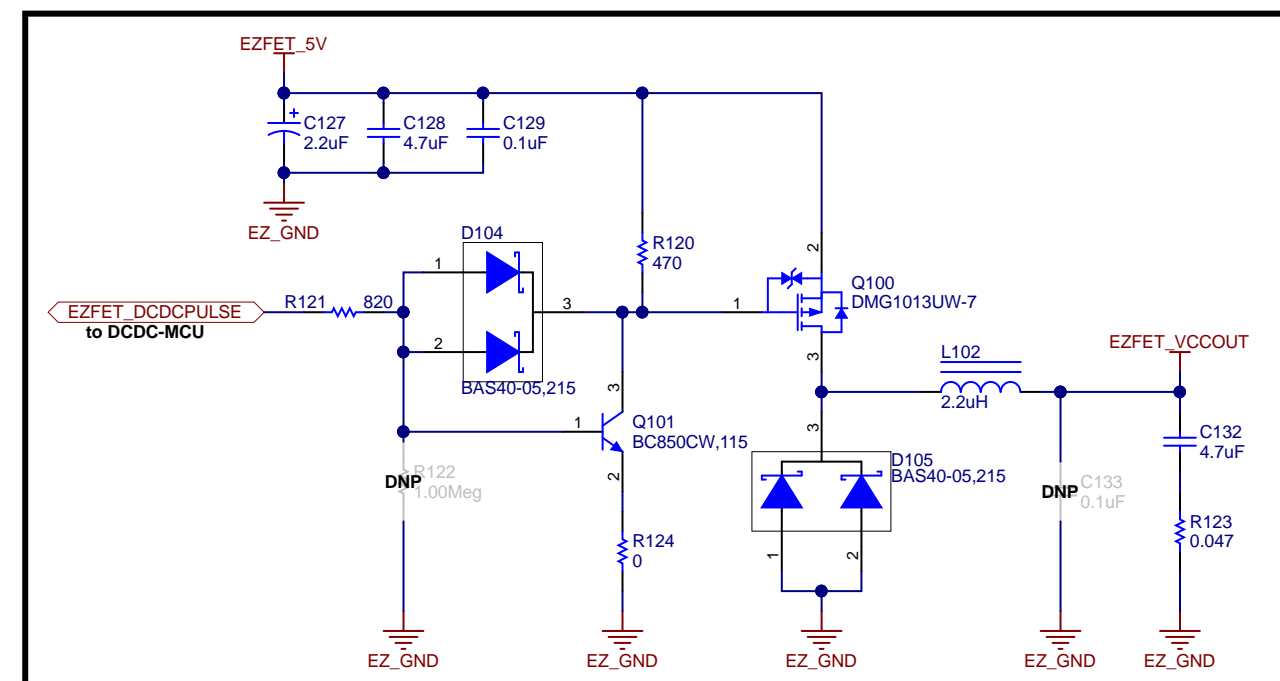 EZFET_5V
+
C127
2.2uF
C128
4.7uF
C129
0.1uF
EZ_GND
D104
1
2
3
BAS40-05,215
R120
470
2
Q100
DMG1013UW-7
1
3
EZFET_DCDCPULSE
to DCDC-MCU
R121 820
L102
2.2uH
EZFET_VCCOUT
3
1
Q101
BC850CW,115
2
3
D105
BAS40-05,215
1
2
C132
4.7uF
DNP
R122
1.00Meg
DNP
C133
0.1uF
R124
0
R123
0.047
EZ_GND
EZ_GND
EZ_GND
EZ_GND
EZ_GND